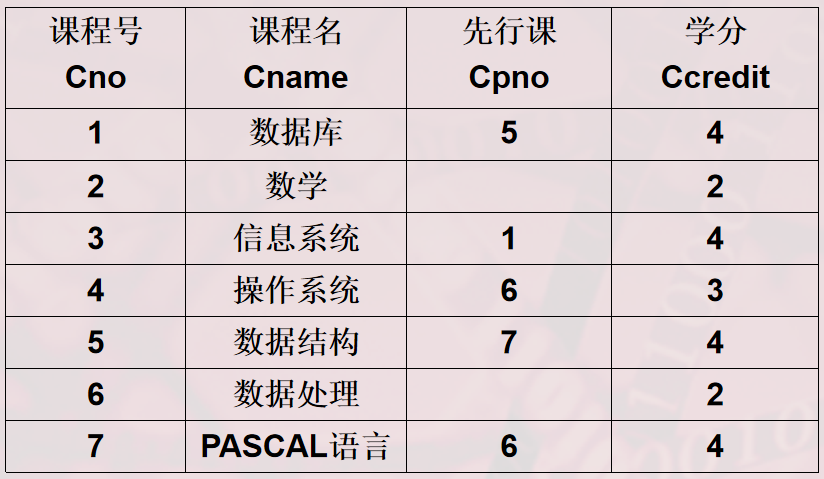 课程号 课程名 先行课 学分
Cno Cname Cpno Ccredit
1 数据库 5 4
2 数学 2
3 信息系统 1 4
4 操作系统 6 3
5 数据结构 7 4
6 数据处理 2
7 PASCAL语言 6 4